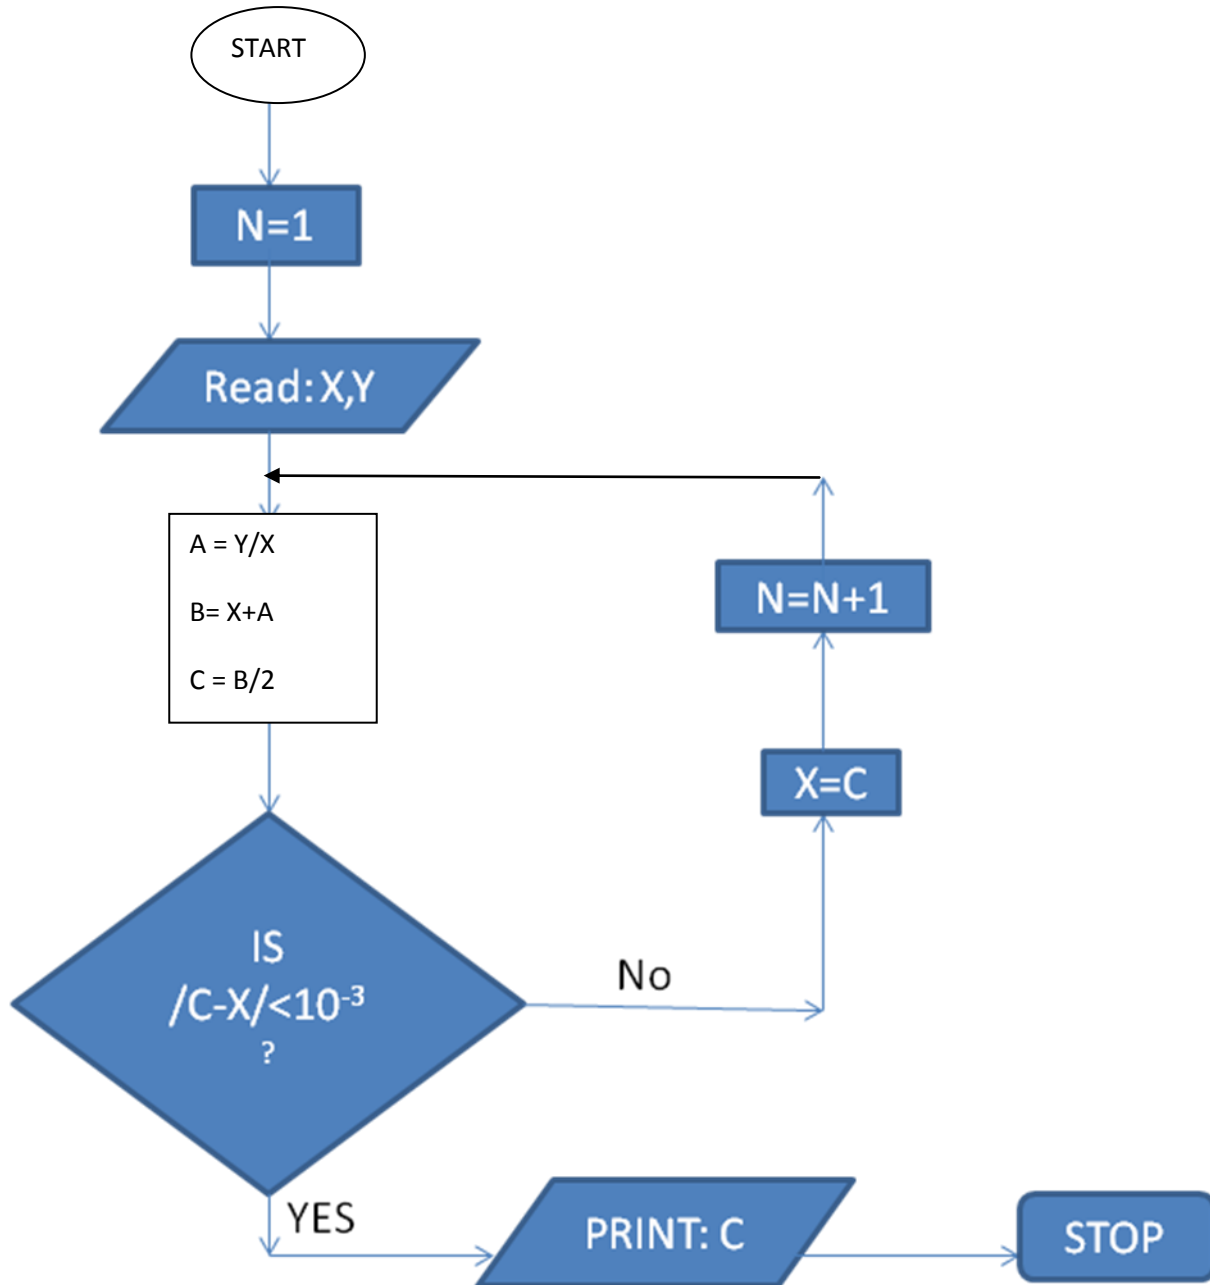 START
N=1
Read: X,Y
A = Y/X
B= X+A
C = B/2
N=N+1
X=C
IS
/C-X/<10⁻³
?
No
YES
PRINT: C
STOP